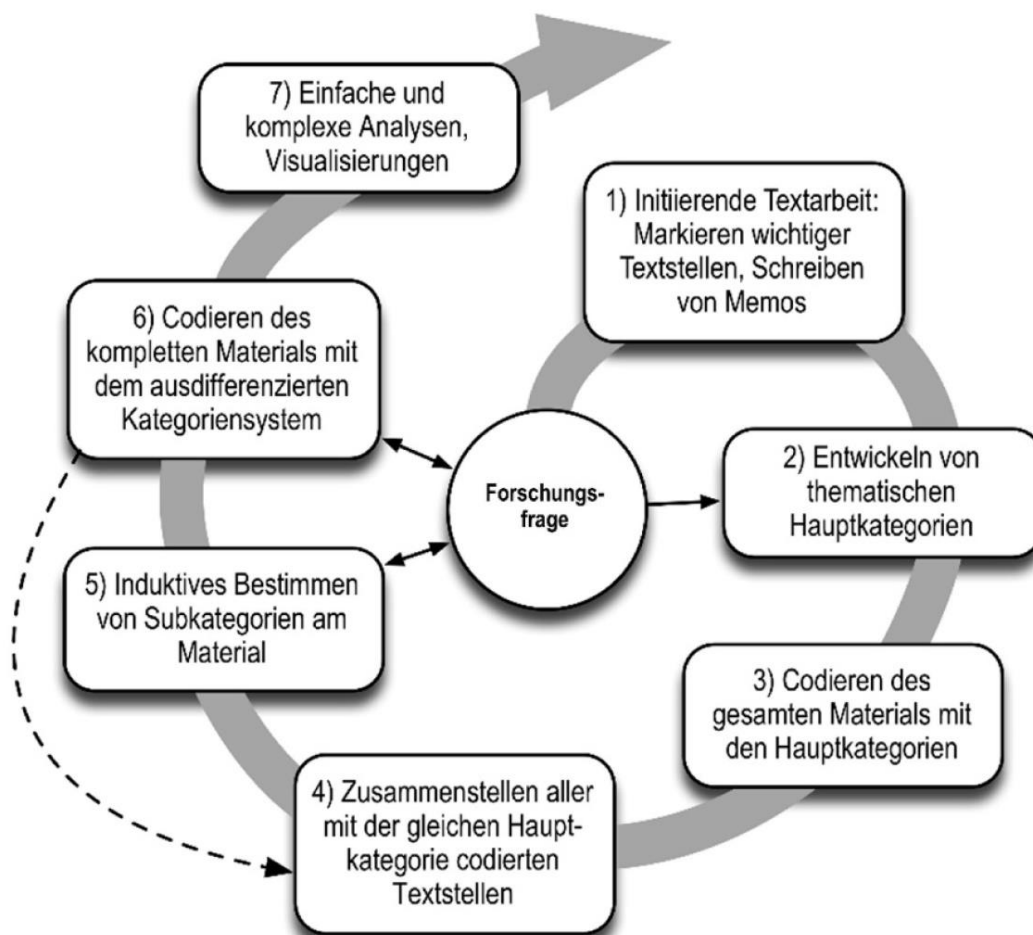 7) Einfache und
komplexe Analysen,
Visualisierungen
1) Initiierende Textarbeit:
Markieren wichtiger
Textstellen, Schreiben
von Memos
6) Codieren des
kompletten Materials mit
dem ausdifferenzierten
Kategoriensystem
Forschungs-
frage
2) Entwickeln von
thematischen
Hauptkategorien
5) Induktives Bestimmen
von Subkategorien am
Material
3) Codieren des
gesamten Materials mit
den Hauptkategorien
4) Zusammenstellen aller
mit der gleichen Haupt-
kategorie codierten
Textstellen